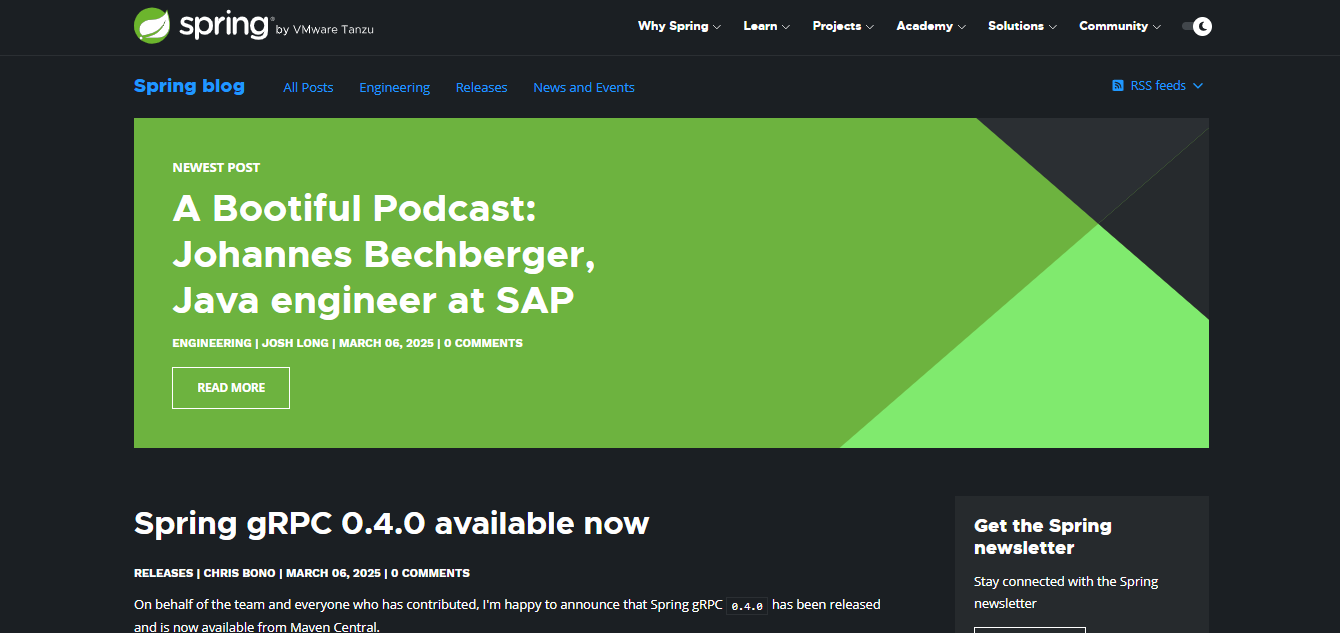 spring® by VMware Tanzu
Why Spring Learn Projects Academy Solutions Community
Spring blog All Posts Engineering Releases News and Events RSS feeds
NEWEST POST
A Bootiful Podcast:
Johannes Bechberger,
Java engineer at SAP
ENGINEERING | JOSH LONG | MARCH 06, 2025 | 0 COMMENTS
READ MORE
Spring gRPC 0.4.0 available now
RELEASES | CHRIS BONO | MARCH 06, 2025 | 0 COMMENTS
On behalf of the team and everyone who has contributed, I'm happy to announce that Spring gRPC 0.4.0 has been released
and is now available from Maven Central.
Get the Spring
newsletter
Stay connected with the Spring
newsletter